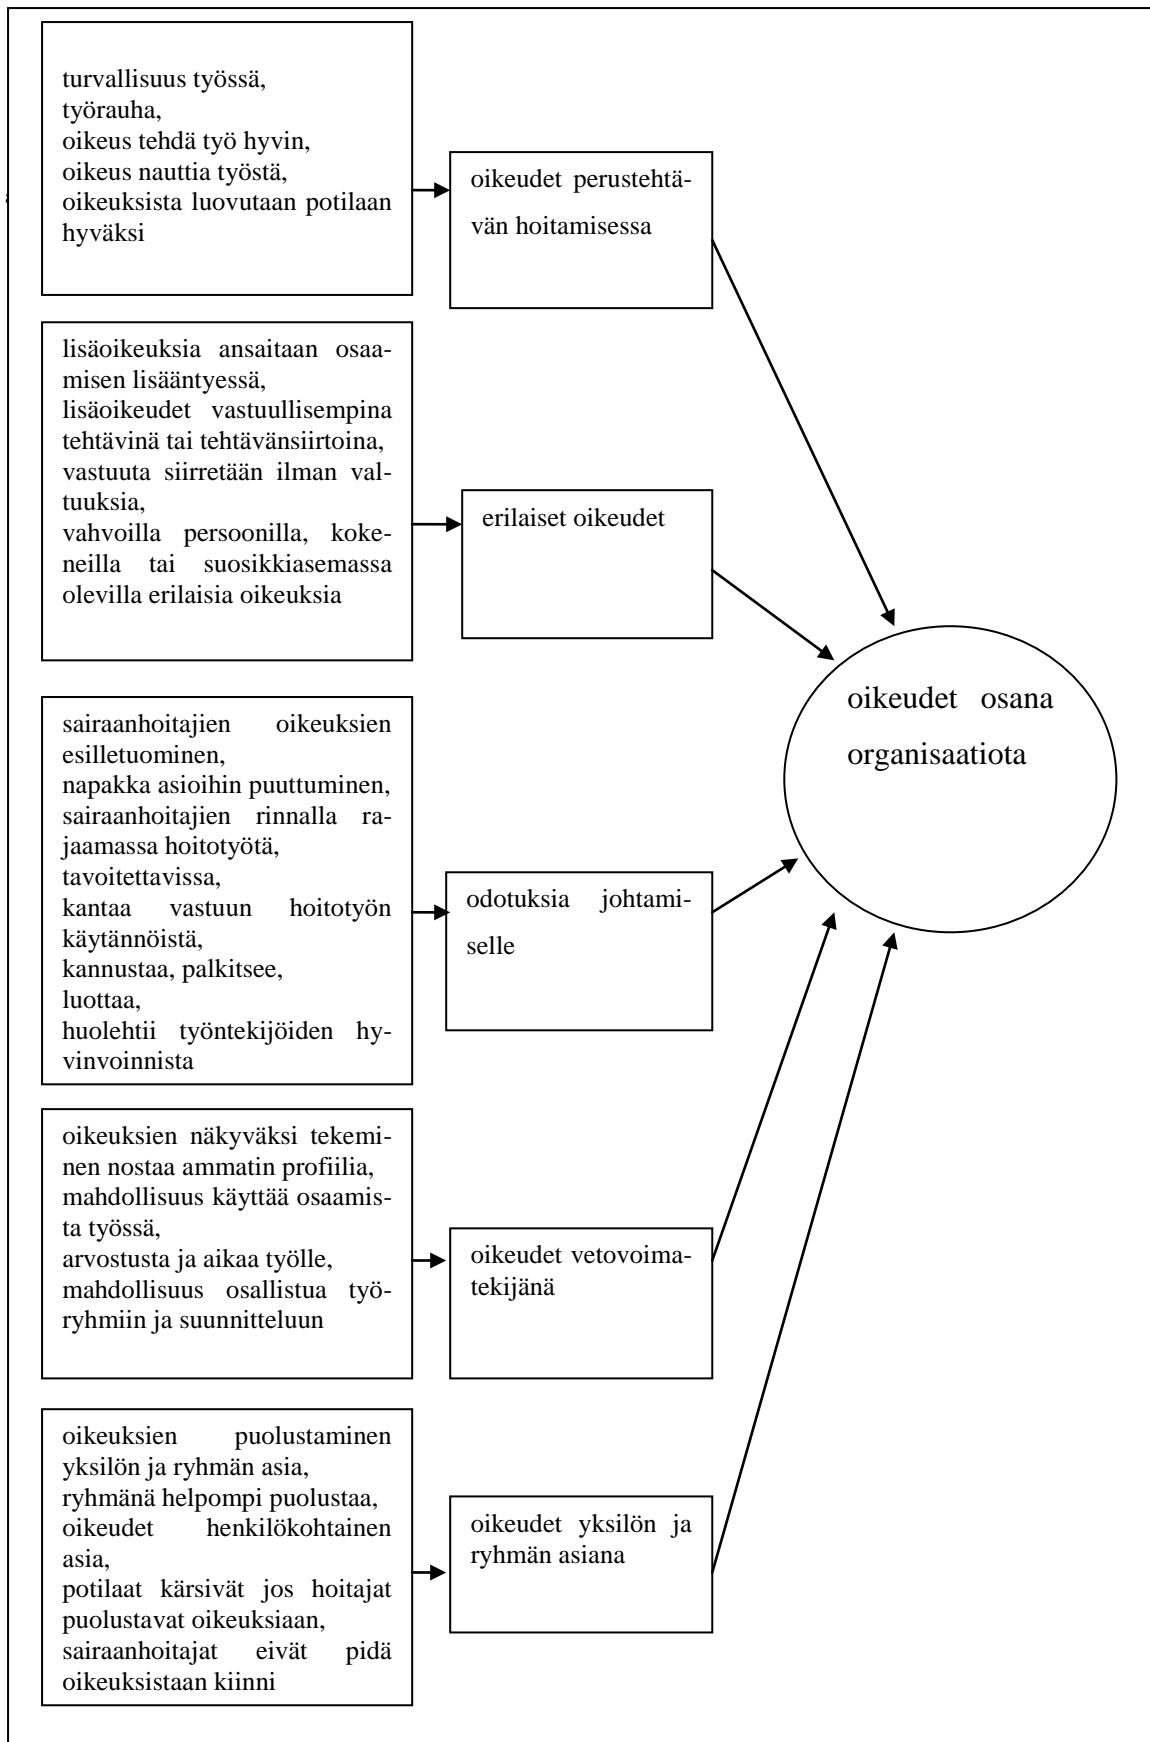 turvallisuus työssä,
työrauha,
oikeus tehdä työ hyvin,
oikeus nauttia työstä,
oikeuksista luovutaan potilaan
hyväksi
oikeudet perustehtä-
vän hoitamisessa
lisäoikeuksia ansaitaan osaa-
misen lisääntyessä,
lisäoikeudet vastuullisempina
tehtävinä tai tehtävänsiirtoina,
vastuuta siirretään ilman val-
tuuksia,
vahvoilla persoonilla, koke-
neilla tai suosikkiasemassa
olevilla erilaisia oikeuksia
erilaiset oikeudet
sairaanhoitajien oikeuksien
esilletuominen,
napakka asioihin puuttuminen,
sairaanhoitajien rinnalla ra-
jaamassa hoitotyötä,
tavoitettavissa,
kantaa vastuun hoitotyön
käytännöistä,
kannustaa, palkitsee,
luottaa,
huolehtii työntekijöiden hy-
vinvoinnista
odotuksia johtami-
selle
oikeuksien näkyväksi tekemi-
nen nostaa ammatin profiilia,
mahdollisuus käyttää osaamis-
ta työssä,
arvostusta ja aikaa työlle,
mahdollisuus osallistua työ-
ryhmiin ja suunnitteluun
oikeudet vetovoima-
tekijänä
oikeuksien puolustaminen
yksilön ja ryhmän asia,
ryhmänä helpompi puolustaa,
oikeudet henkilökohtainen
asia,
potilaat kärsivät jos hoitajat
puolustavat oikeuksiaan,
sairaanhoitajat eivät pidä
oikeuksistaan kiinni
oikeudet yksilön ja
ryhmän asiana
oikeudet osana
organisaatiota